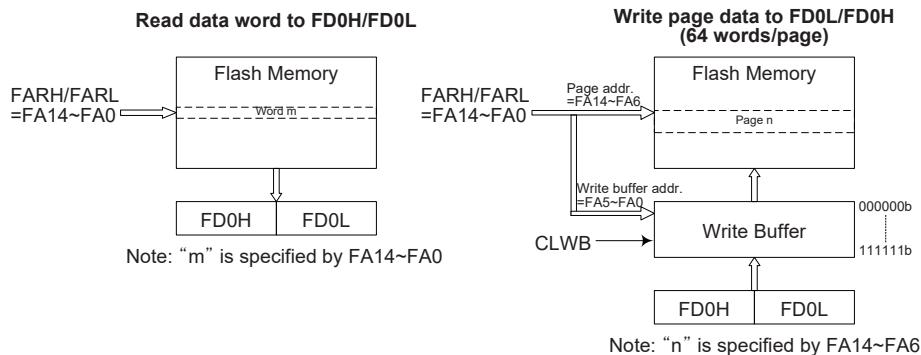 Read data word to FD0H/FD0L
Flash Memory
FARH/FARL
=FA14~FA0
Word m
FD0H
FD0L
Note: “m” is specified by FA14~FA0
Write page data to FD0L/FD0H
(64 words/page)
Flash Memory
FARH/FARL
=FA14~FA0
Page addr.
=FA14~FA6
Page n
Write buffer addr.
=FA5~FA0
CLWB
Write Buffer
000000b
111111b
FD0H
FD0L
Note: “n” is specified by FA14~FA6